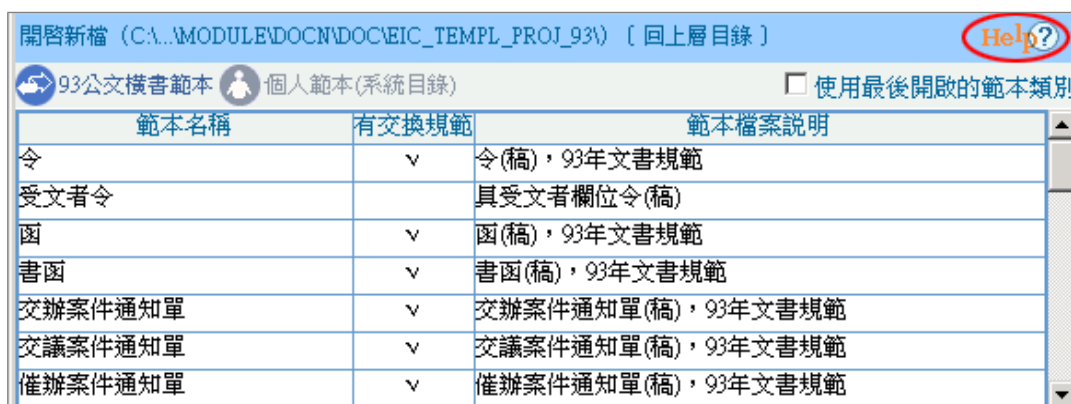 開啓新檔 (C:\...\MODULE\DOCN\DOC\EIC_TEMPL_PROJ_93\) 〔 回上層目錄 〕 Help?
93公文橫書範本 個人範本(系統目錄) 使用最後開啟的範本類別
範本名稱 有交換規範 範本檔案說明
令 v 令(稿)，93年文書規範
受文者令 具受文者欄位令(稿)
函 v 函(稿)，93年文書規範
書函 v 書函(稿)，93年文書規範
交辦案件通知單 v 交辦案件通知單(稿)，93年文書規範
交議案件通知單 v 交議案件通知單(稿)，93年文書規範
催辦案件通知單 v 催辦案件通知單(稿)，93年文書規範